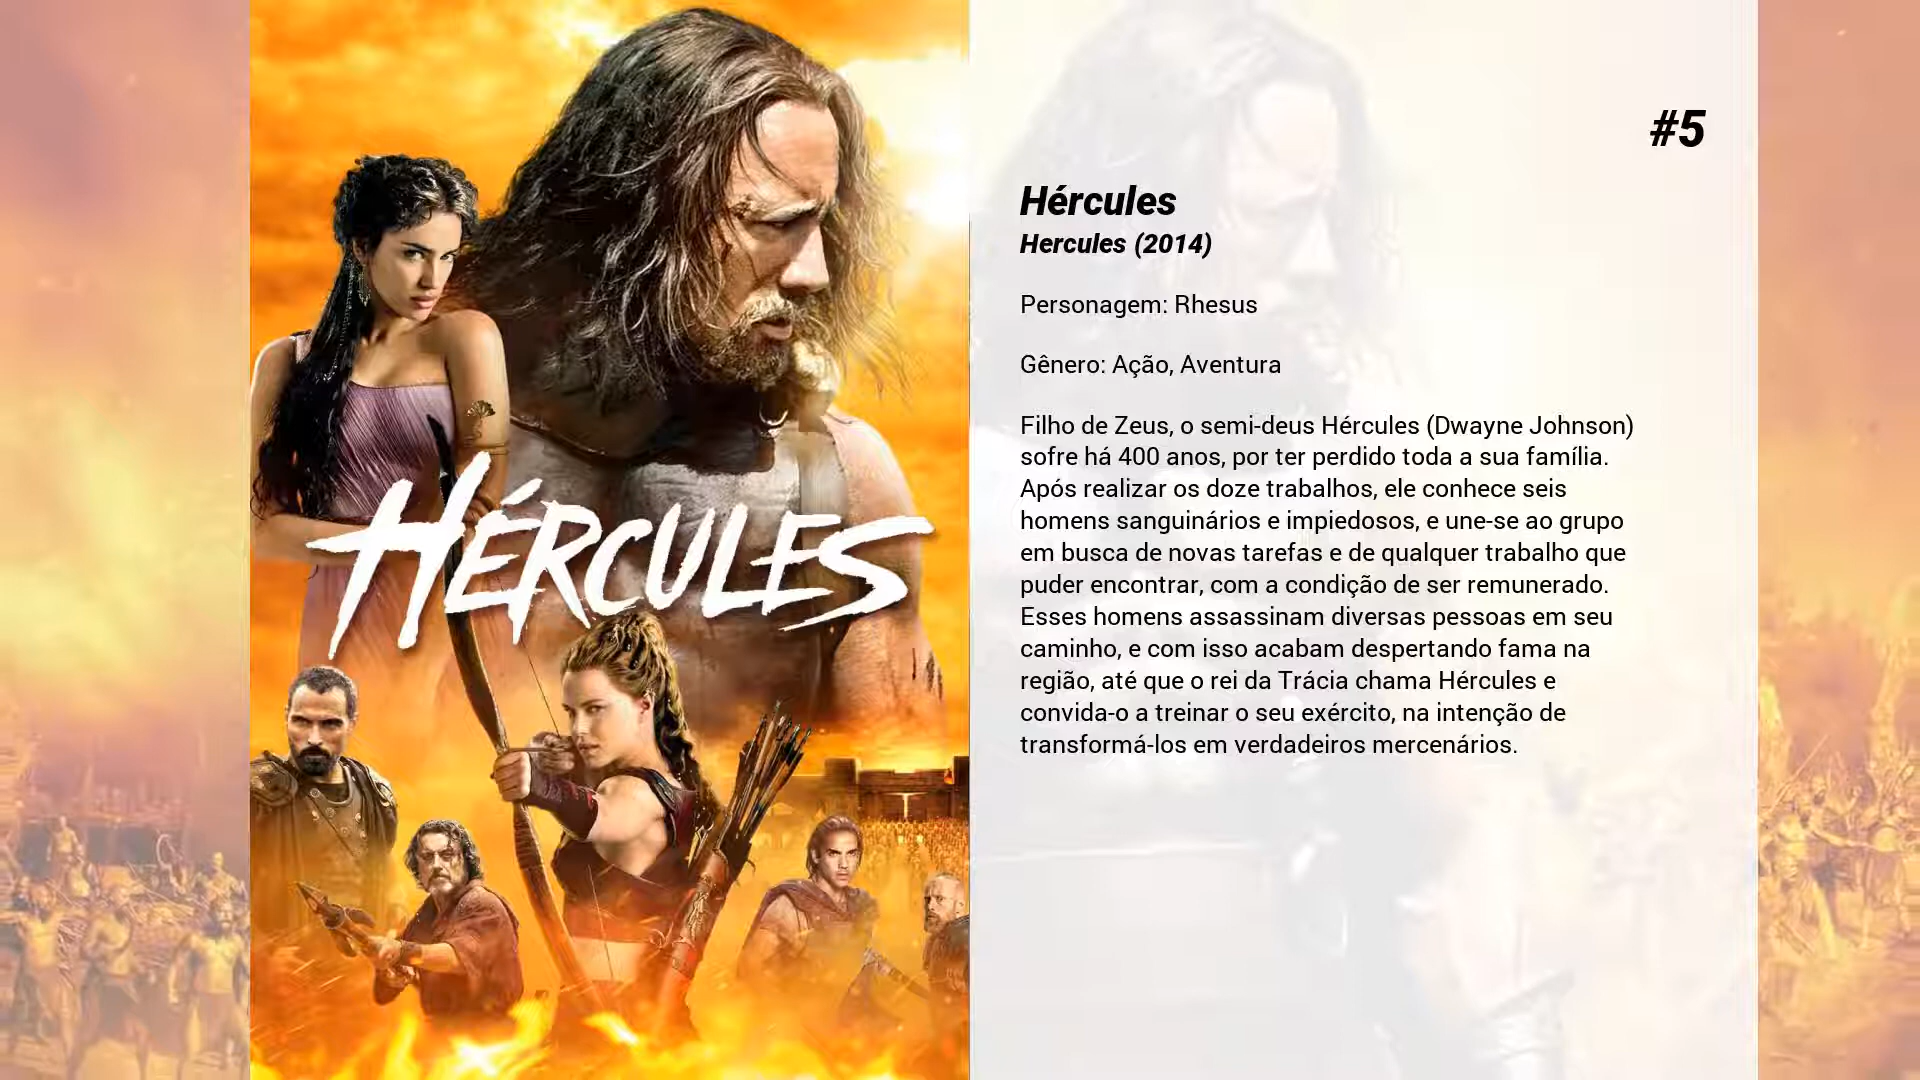 #5
Hércules
Hercules (2014)
Personagem: Rhesus
Gênero: Ação, Aventura
Filho de Zeus, o semi-deus Hércules (Dwayne Johnson)
sofre há 400 anos, por ter perdido toda a sua família.
Após realizar os doze trabalhos, ele conhece seis
homens sanguinários e impiedosos, e une-se ao grupo
em busca de novas tarefas e de qualquer trabalho que
puder encontrar, com a condição de ser remunerado.
Esses homens assassinam diversas pessoas em seu
caminho, e com isso acabam despertando fama na
região, até que o rei da Trácia chama Hércules e
convida-o a treinar o seu exército, na intenção de
transformá-los em verdadeiros mercenários.
HÉRCULES